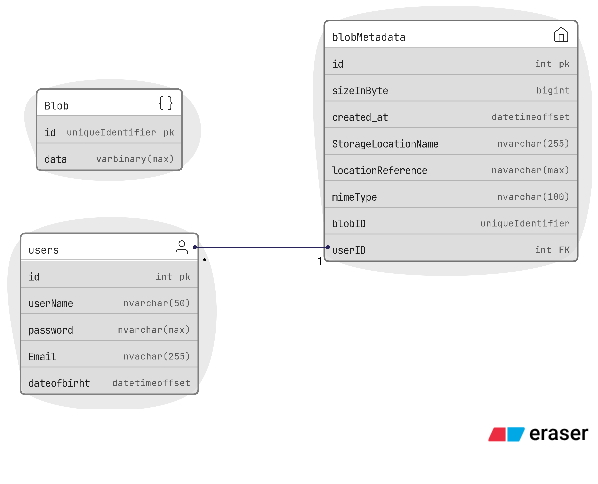 blobMetadata
id int pk
sizeInByte bigint
created_at datetimeoffset
StorageLocationName nvarchar(255)
locationReference navarchar(max)
mimeType nvarchar(100)
blobID uniqueIdentifier
userID int FK
Blob {}
id uniqueIdentifier pk
data varbinary(max)
users
id int pk
userName nvarchar(50)
password nvarchar(max)
Email nvachar(255)
dateofbirht datetimeoffset
*
1
eraser